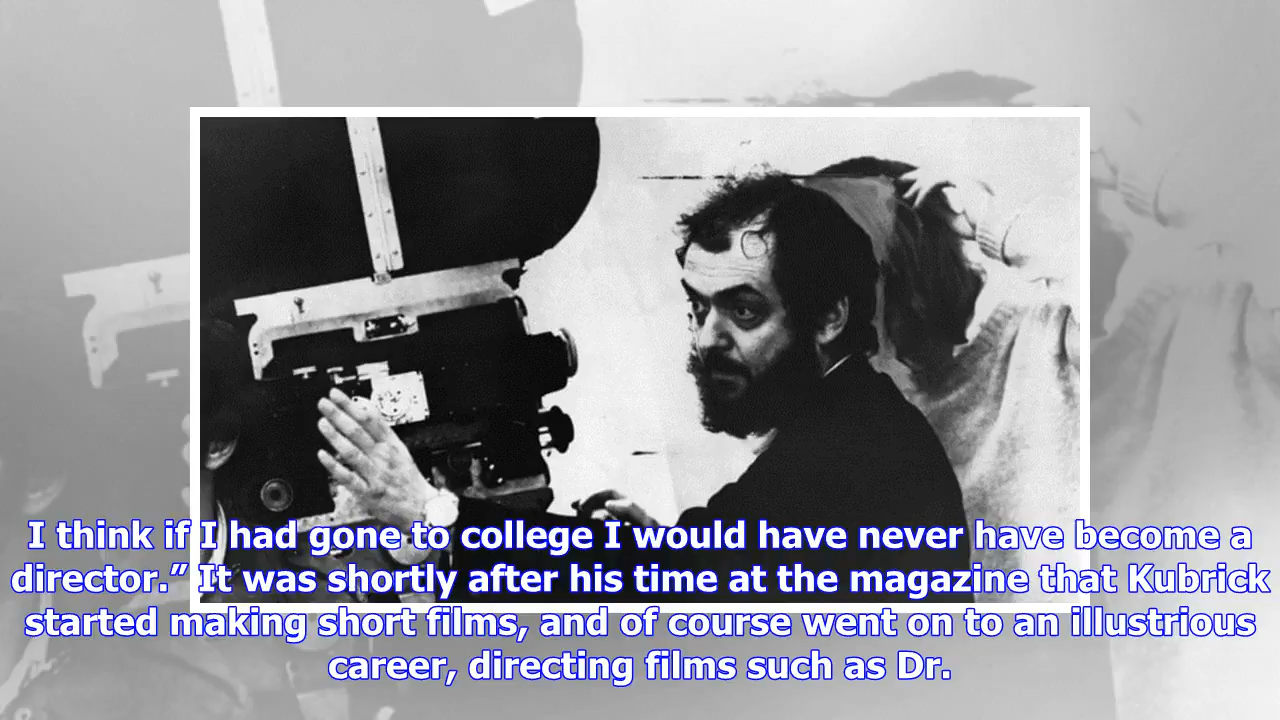 I think if I had gone to college I would have never have become a
director.” It was shortly after his time at the magazine that Kubrick
started making short films, and of course went on to an illustrious
career, directing films such as Dr.